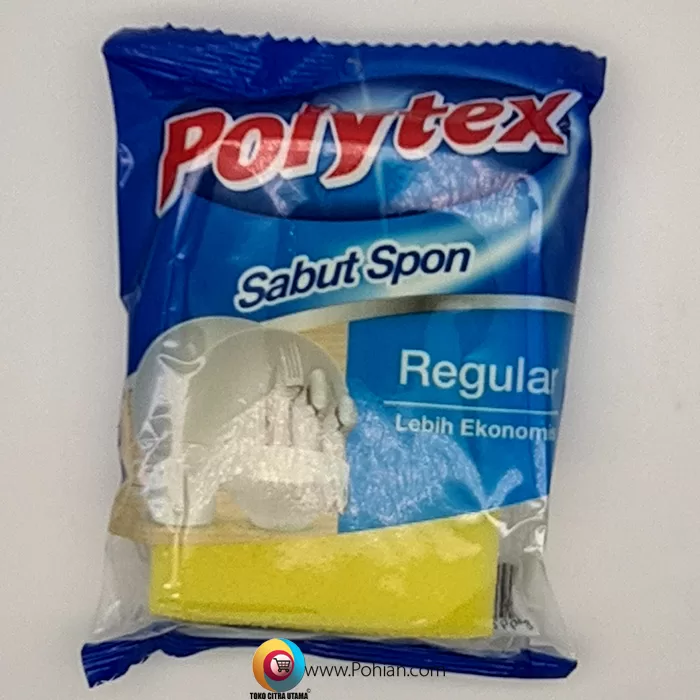 Polytex
Sabut Spon
Regular
Lebih Ekonomis
www.Pohian.com
TOKO CITRA UTAMA